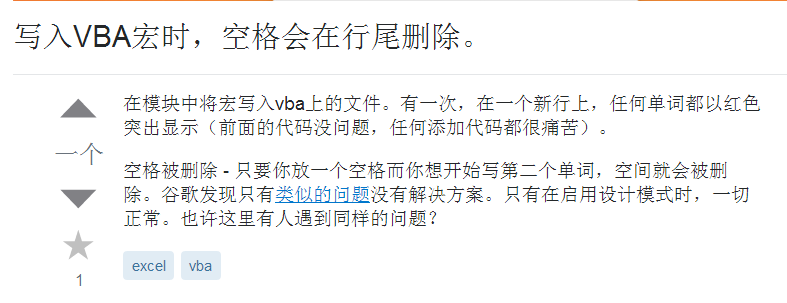 写入VBA宏时，空格会在行尾删除。
在模块中将宏写入vba上的文件。有一次，在一个新行上，任何单词都以红色
突出显示（前面的代码没问题，任何添加代码都很痛苦）。
一个
空格被删除 - 只要你放一个空格而你想开始写第二个单词，空间就会被删
除。谷歌发现只有类似的问题没有解决方案。只有在启用设计模式时，一切
正常。也许这里有人遇到同样的问题？
1
excel vba